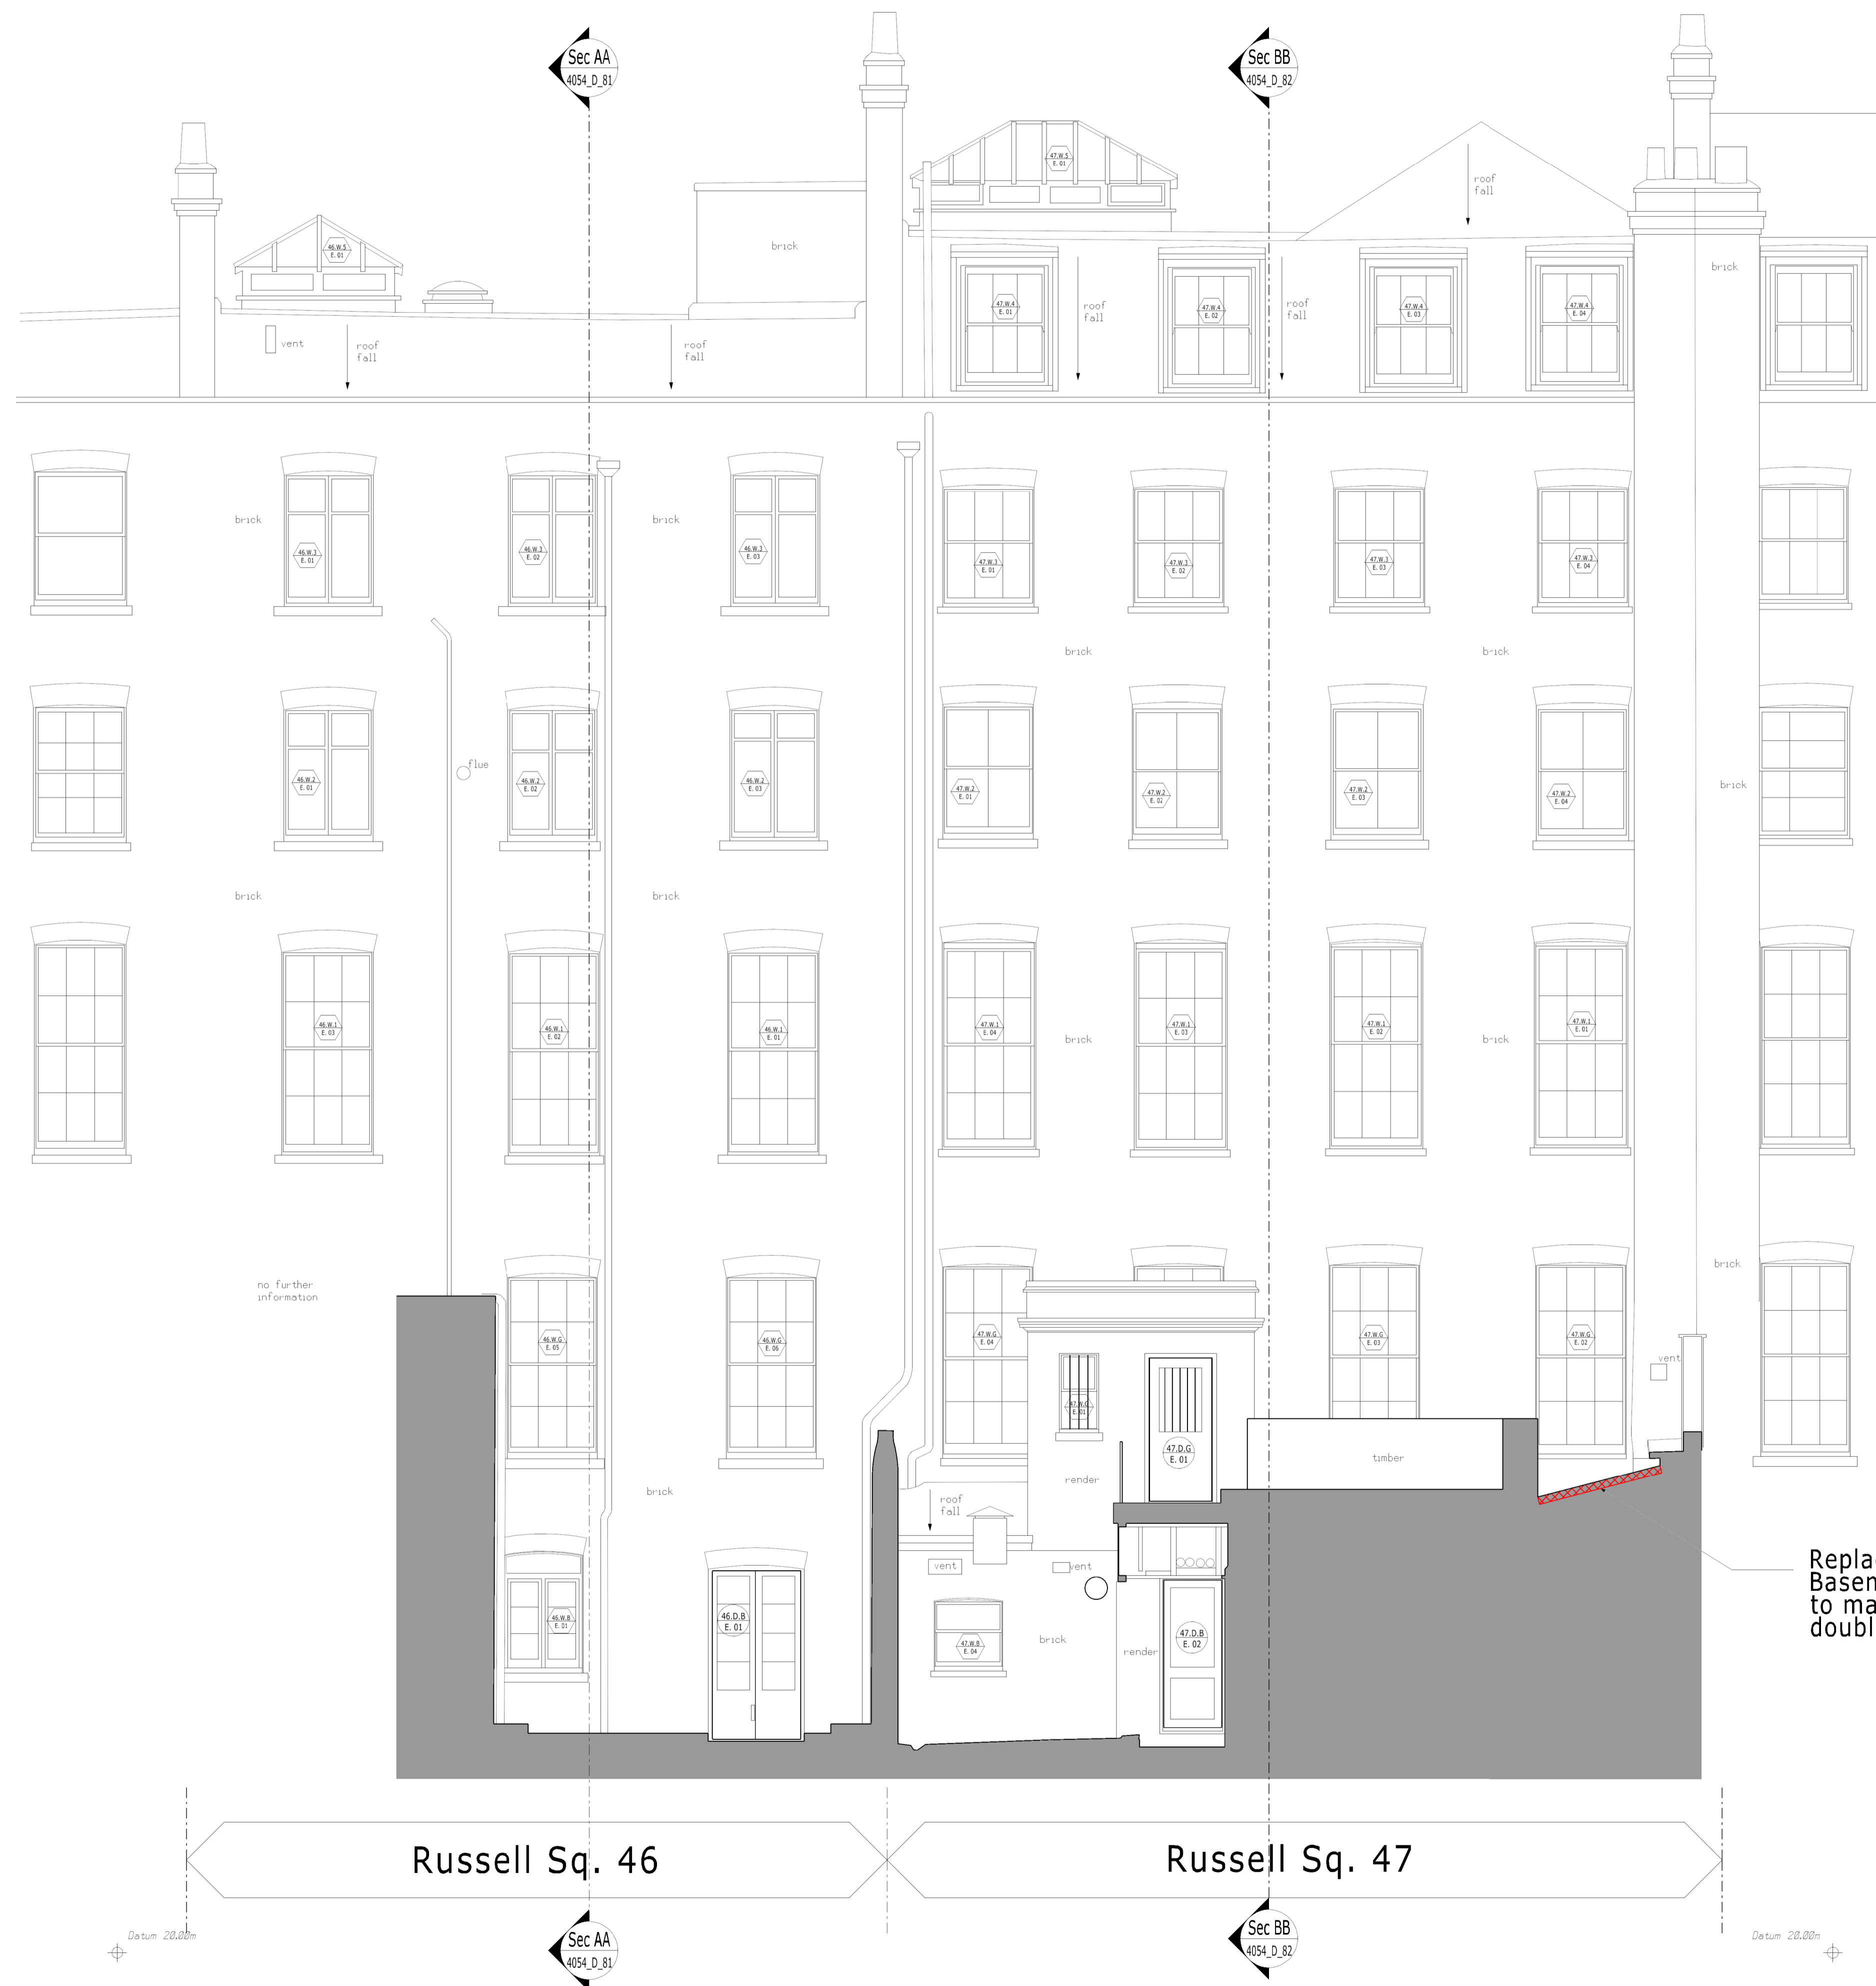 Sec AA
4054_D_81
Sec BB
4054_D_82
47.W.5
E. 01
roof
fall
46.W.5
E. 01
brick
brick
47.W.4
E. 01
roof
fall
47.W.4
E. 02
roof
fall
47.W.4
E. 03
47.W.4
E. 04
vent
roof
fall
roof
fall
brick
brick
46.W.3
E. 01
46.W.3
E. 02
46.W.3
E. 03
47.W.3
E. 01
47.W.3
E. 02
47.W.3
E. 03
47.W.3
E. 04
brick
brick
flue
46.W.2
E. 01
46.W.2
E. 02
46.W.2
E. 03
47.W.2
E. 01
47.W.2
E. 02
47.W.2
E. 03
47.W.2
E. 04
brick
brick
brick
46.W.1
E. 03
46.W.1
E. 02
46.W.1
E. 01
47.W.1
E. 04
brick
47.W.1
E. 03
47.W.1
E. 02
brick
47.W.1
E. 01
no further
information
brick
46.W.G
E. 05
46.W.G
E. 06
47.W.G
E. 04
47.W.G
E. 03
47.W.G
E. 02
vent
47.W.G
E. 01
47.D.G
E. 01
timber
render
brick
roof
fall
vent
vent
Repla
Basem
to ma
doubl
46.W.B
E. 01
46.D.B
E. 01
47.W.B
E. 04
brick
render
47.D.B
E. 02
Russell Sq. 46
Russell Sq. 47
Datum 20.00m
Sec AA
4054_D_81
Sec BB
4054_D_82
Datum 20.00m